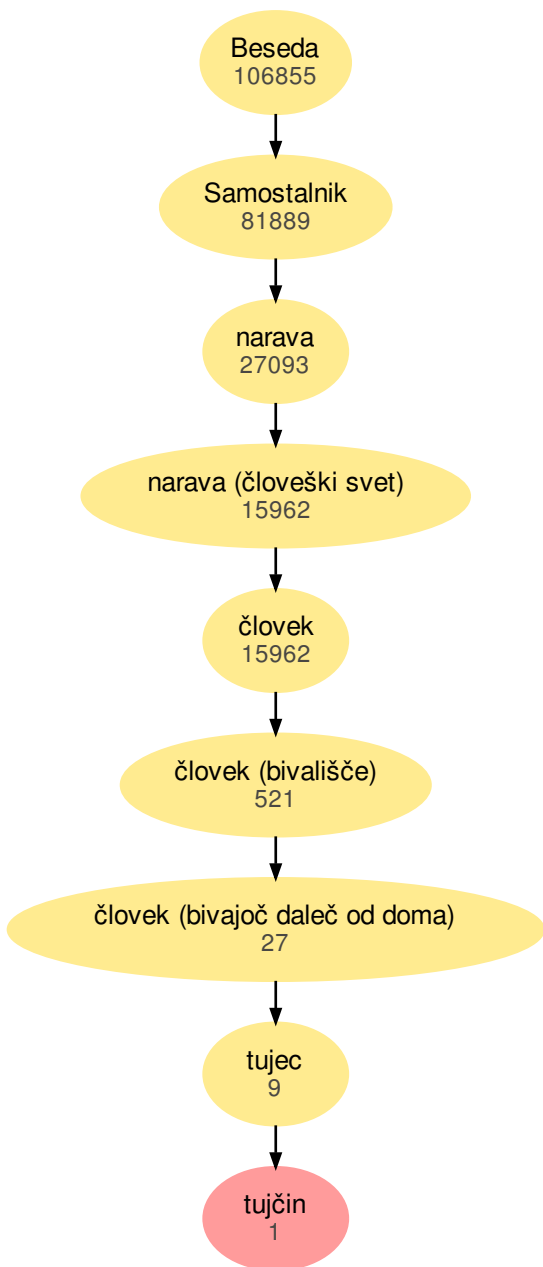 Beseda
106855
Samostalnik
81889
narava
27093
narava (človeški svet)
15962
človek
15962
človek (bivališče)
521
človek (bivajoč daleč od doma)
27
tujec
9
tujčin
1